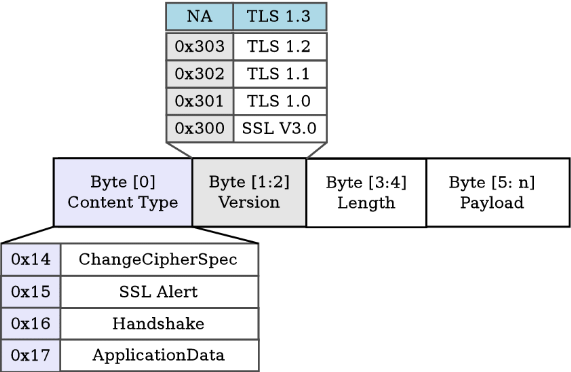 NA TLS 1.3
0x303 TLS 1.2
0x302 TLS 1.1
0x301 TLS 1.0
0x300 SSL V3.0
Byte [0] Byte [1:2] Byte [3:4] Byte [5: n]
Content Type Version Length Payload
0x14 ChangeCipherSpec
0x15 SSL Alert
0x16 Handshake
0x17 ApplicationData